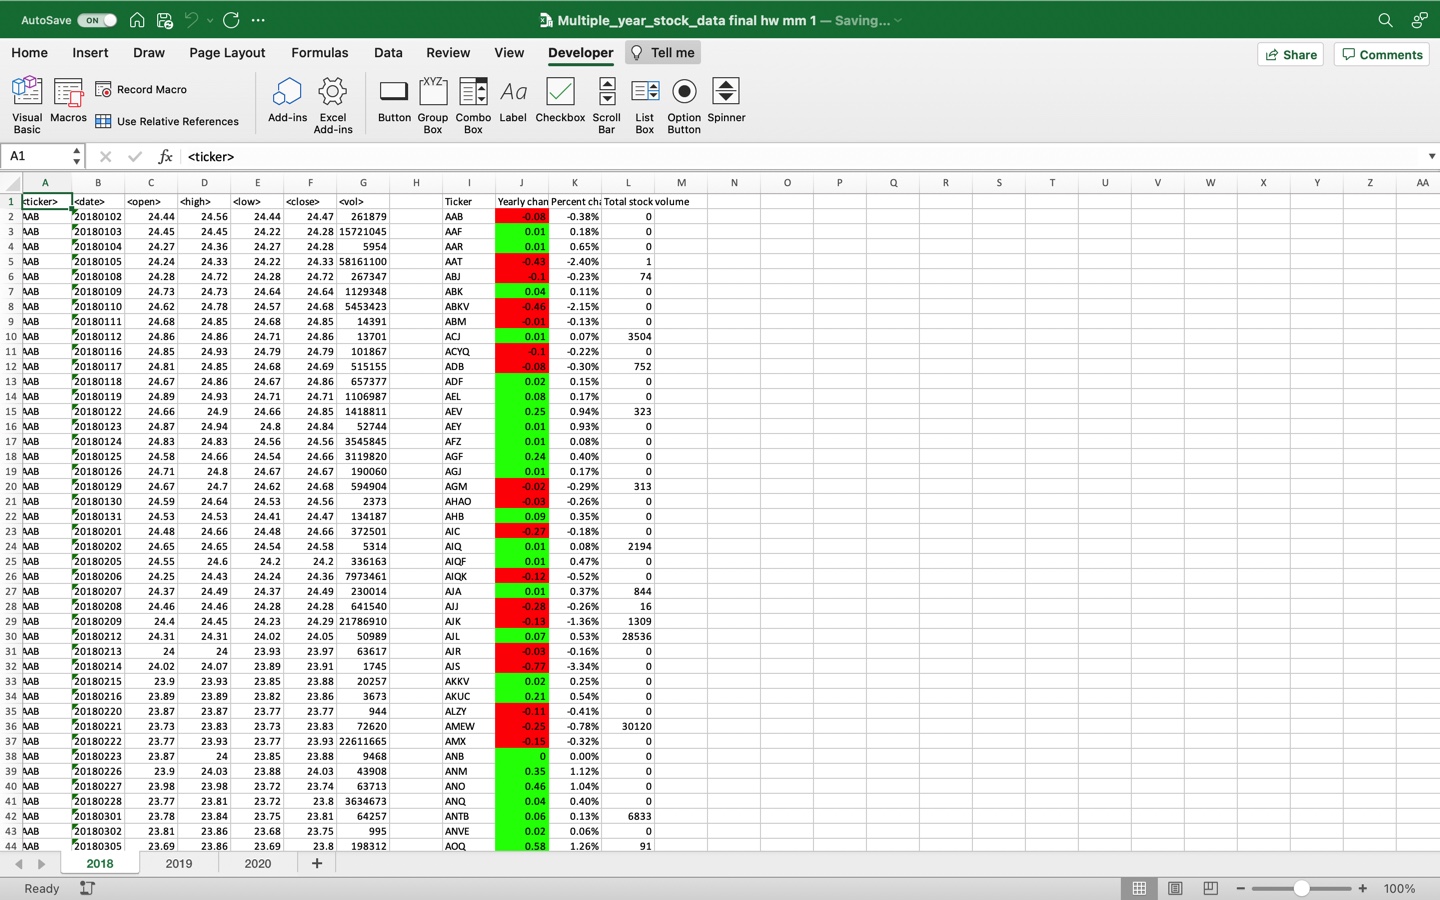 AutoSave ON Multiple_year_stock_data final hw mm 1 — Saving...
Home Insert Draw Page Layout Formulas Data Review View Developer Tell me Share Comments
Visual Basic Macros Record Macro Use Relative References Add-ins Excel Add-ins Button Group Box Combo Box Label Checkbox Scroll Bar List Box Option Button Spinner
A1 fx <ticker>
A B C D E F G H I J K L M N O P Q R S T U V W X Y Z AA
1 <ticker> <date> <open> <high> <low> <close> <vol> Ticker Yearly chan Percent cha Total stock volume
2 AAB 20180102 24.44 24.56 24.44 24.47 261879 AAB -0.08 -0.38% 0
3 AAB 20180103 24.45 24.45 24.22 24.28 15721045 AAF 0.01 0.18% 0
4 AAB 20180104 24.27 24.36 24.27 24.28 5954 AAR 0.01 0.65% 0
5 AAB 20180105 24.24 24.33 24.22 24.33 58161100 AAT -0.43 -2.40% 1
6 AAB 20180108 24.28 24.72 24.28 24.72 267347 ABJ -0.1 -0.23% 74
7 AAB 20180109 24.73 24.73 24.64 24.64 1129348 ABK 0.04 0.11% 0
8 AAB 20180110 24.62 24.78 24.57 24.68 5453423 ABKV -0.46 -2.15% 0
9 AAB 20180111 24.68 24.85 24.68 24.85 14391 ABM -0.01 -0.13% 0
10 AAB 20180112 24.86 24.86 24.71 24.86 13701 ACJ 0.01 0.07% 3504
11 AAB 20180116 24.85 24.93 24.79 24.79 101867 ACYQ -0.1 -0.22% 0
12 AAB 20180117 24.81 24.85 24.68 24.69 515155 ADB -0.08 -0.30% 752
13 AAB 20180118 24.67 24.86 24.67 24.86 657377 ADF 0.02 0.15% 0
14 AAB 20180119 24.89 24.93 24.71 24.71 1106987 AEL 0.08 0.17% 0
15 AAB 20180122 24.66 24.9 24.66 24.85 1418811 AEV 0.25 0.94% 323
16 AAB 20180123 24.87 24.94 24.8 24.84 52744 AEY 0.01 0.93% 0
17 AAB 20180124 24.83 24.83 24.56 24.56 3545845 AFZ 0.01 0.08% 0
18 AAB 20180125 24.58 24.66 24.54 24.66 3119820 AGF 0.24 0.40% 0
19 AAB 20180126 24.71 24.8 24.67 24.67 190060 AGJ 0.01 0.17% 0
20 AAB 20180129 24.67 24.7 24.62 24.68 594904 AGM -0.02 -0.29% 313
21 AAB 20180130 24.59 24.64 24.53 24.56 2373 AHAO -0.03 -0.26% 0
22 AAB 20180131 24.53 24.53 24.41 24.47 134187 AHB 0.09 0.35% 0
23 AAB 20180201 24.48 24.66 24.48 24.66 372501 AIC -0.27 -0.18% 0
24 AAB 20180202 24.65 24.65 24.54 24.58 5314 AIQ 0.01 0.08% 2194
25 AAB 20180205 24.55 24.6 24.2 24.2 336163 AIQF 0.01 0.47% 0
26 AAB 20180206 24.25 24.43 24.24 24.36 7973461 AIQK -0.12 -0.52% 0
27 AAB 20180207 24.37 24.49 24.37 24.49 230014 AJA 0.01 0.37% 844
28 AAB 20180208 24.46 24.46 24.28 24.28 641540 AJJ -0.28 -0.26% 16
29 AAB 20180209 24.4 24.45 24.23 24.29 21786910 AJK -0.13 -1.36% 1309
30 AAB 20180212 24.31 24.31 24.02 24.05 50989 AJL 0.07 0.53% 28536
31 AAB 20180213 24 24 23.93 23.97 63617 AJR -0.03 -0.16% 0
32 AAB 20180214 24.02 24.07 23.89 23.91 1745 AJS -0.77 -3.34% 0
33 AAB 20180215 23.9 23.93 23.85 23.88 20257 AKKV 0.02 0.25% 0
34 AAB 20180216 23.89 23.89 23.82 23.86 3673 AKUC 0.21 0.54% 0
35 AAB 20180220 23.87 23.87 23.77 23.77 944 ALZY -0.11 -0.41% 0
36 AAB 20180221 23.73 23.83 23.73 23.83 72620 AMEW -0.25 -0.78% 30120
37 AAB 20180222 23.77 23.93 23.77 23.93 22611665 AMX -0.15 -0.32% 0
38 AAB 20180223 23.87 24 23.85 23.88 9468 ANB 0 0.00% 0
39 AAB 20180226 23.9 24.03 23.88 24.03 43908 ANM 0.35 1.12% 0
40 AAB 20180227 23.98 23.98 23.72 23.74 63713 ANO 0.46 1.04% 0
41 AAB 20180228 23.77 23.81 23.72 23.8 3634673 ANQ 0.04 0.40% 0
42 AAB 20180301 23.78 23.84 23.75 23.81 64257 ANTB 0.06 0.13% 6833
43 AAB 20180302 23.81 23.86 23.68 23.75 995 ANVE 0.02 0.06% 0
44 AAB 20180305 23.69 23.86 23.69 23.8 198312 AOQ 0.58 1.26% 91
2018 2019 2020 +
Ready 100%